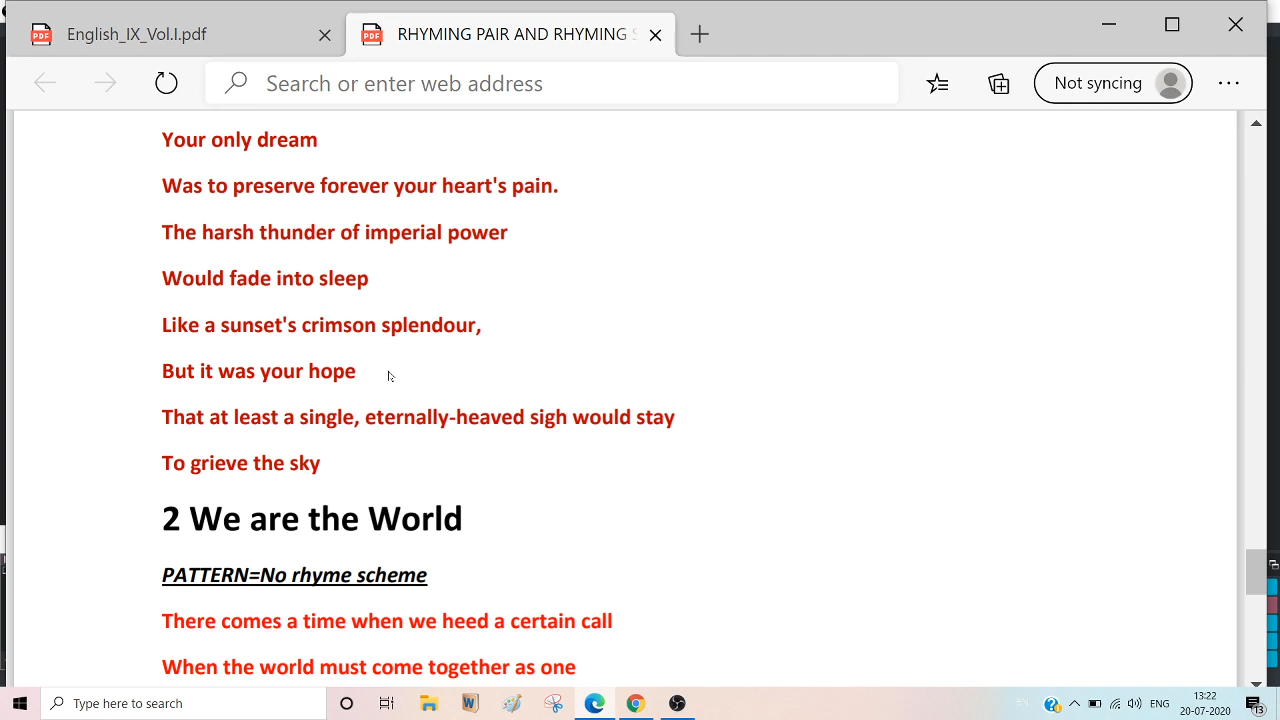 English_IX_Vol.I.pdf
RHYMING PAIR AND RHYMING S
Search or enter web address
Not syncing
Your only dream
Was to preserve forever your heart's pain.
The harsh thunder of imperial power
Would fade into sleep
Like a sunset's crimson splendour,
But it was your hope
That at least a single, eternally-heaved sigh would stay
To grieve the sky
2 We are the World
PATTERN=No rhyme scheme
There comes a time when we heed a certain call
When the world must come together as one
Type here to search
ENG
13:22
20-07-2020
13